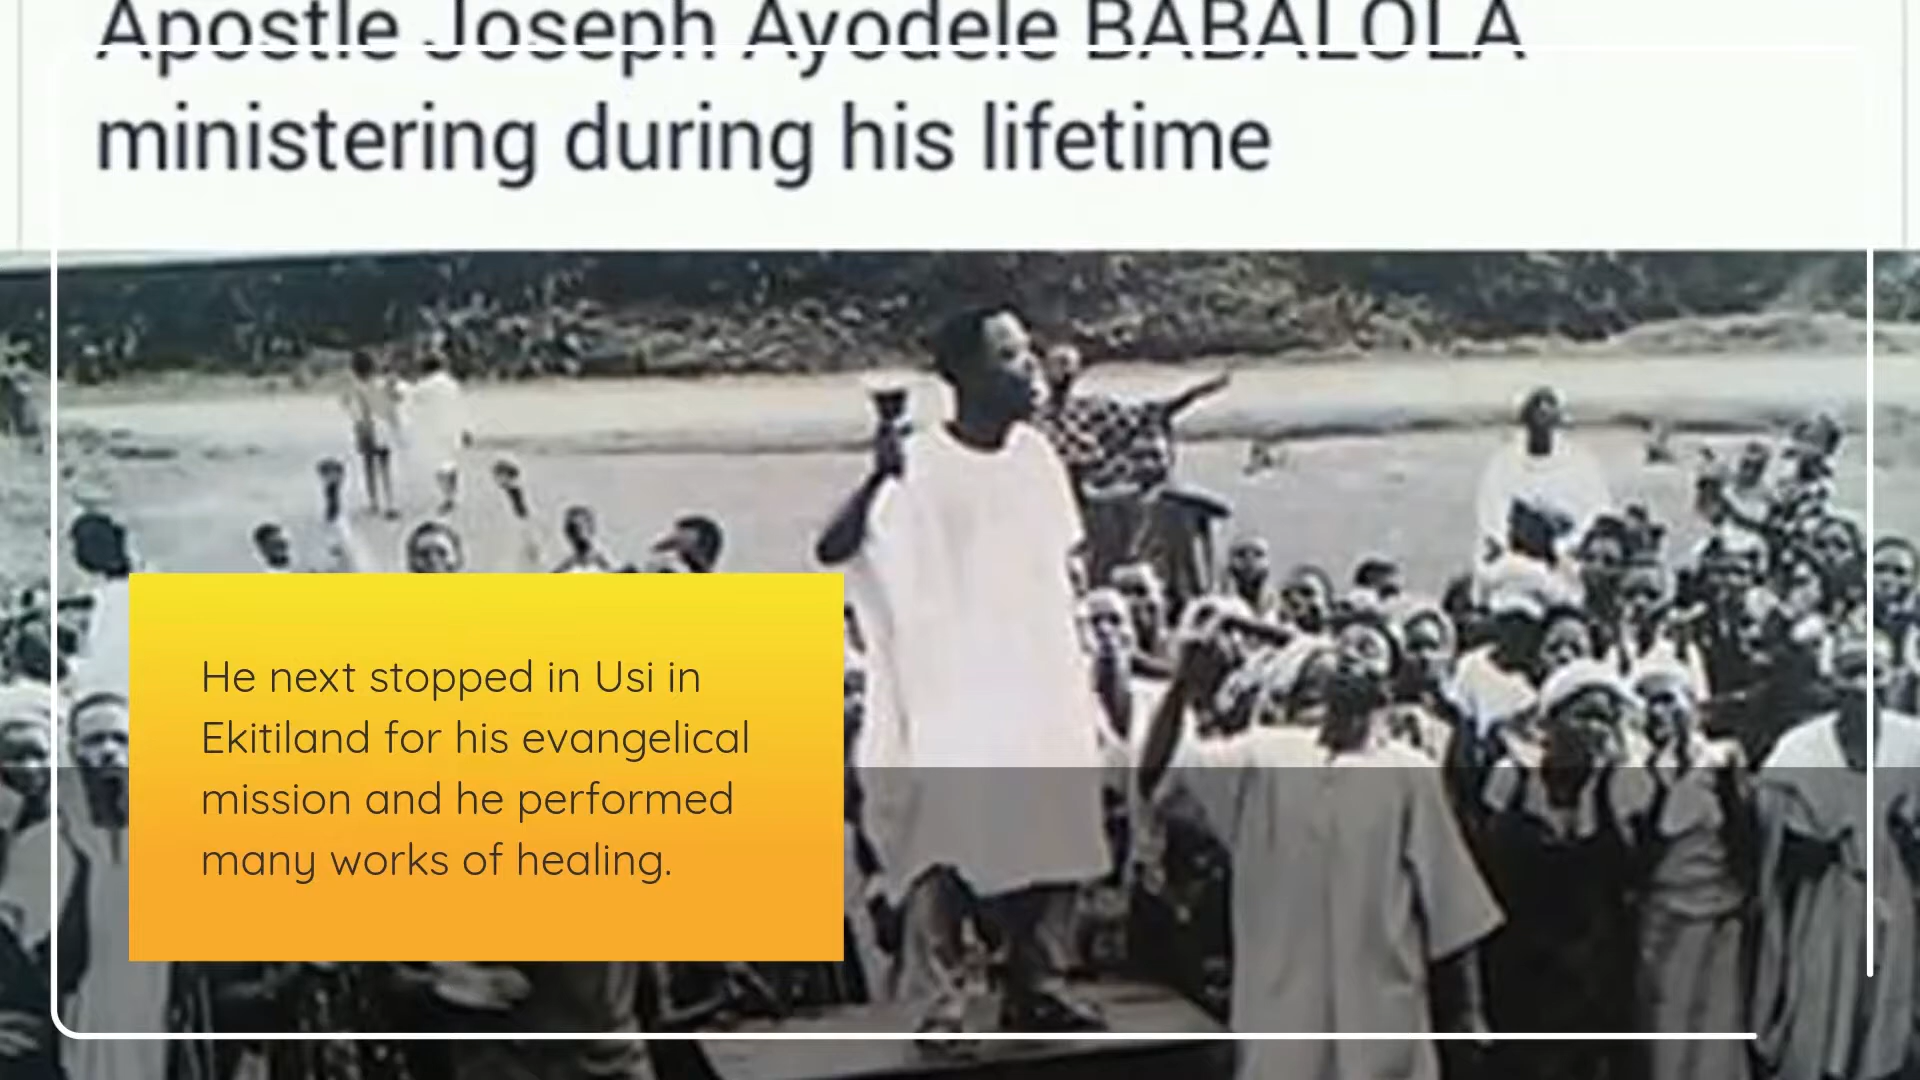 Apostle Joseph Ayodele BABALOLA
ministering during his lifetime
He next stopped in Usi in
Ekitiland for his evangelical
mission and he performed
many works of healing.